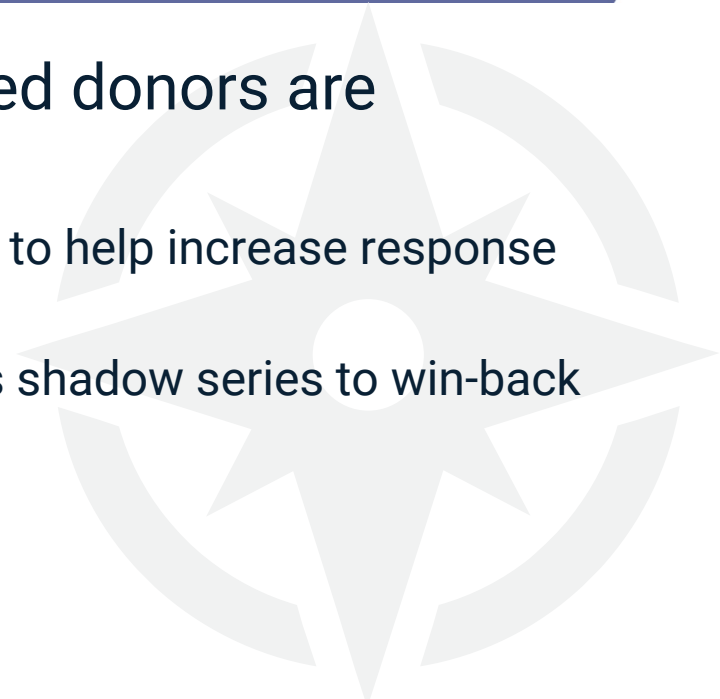 ed donors are
to help increase response
s shadow series to win-back